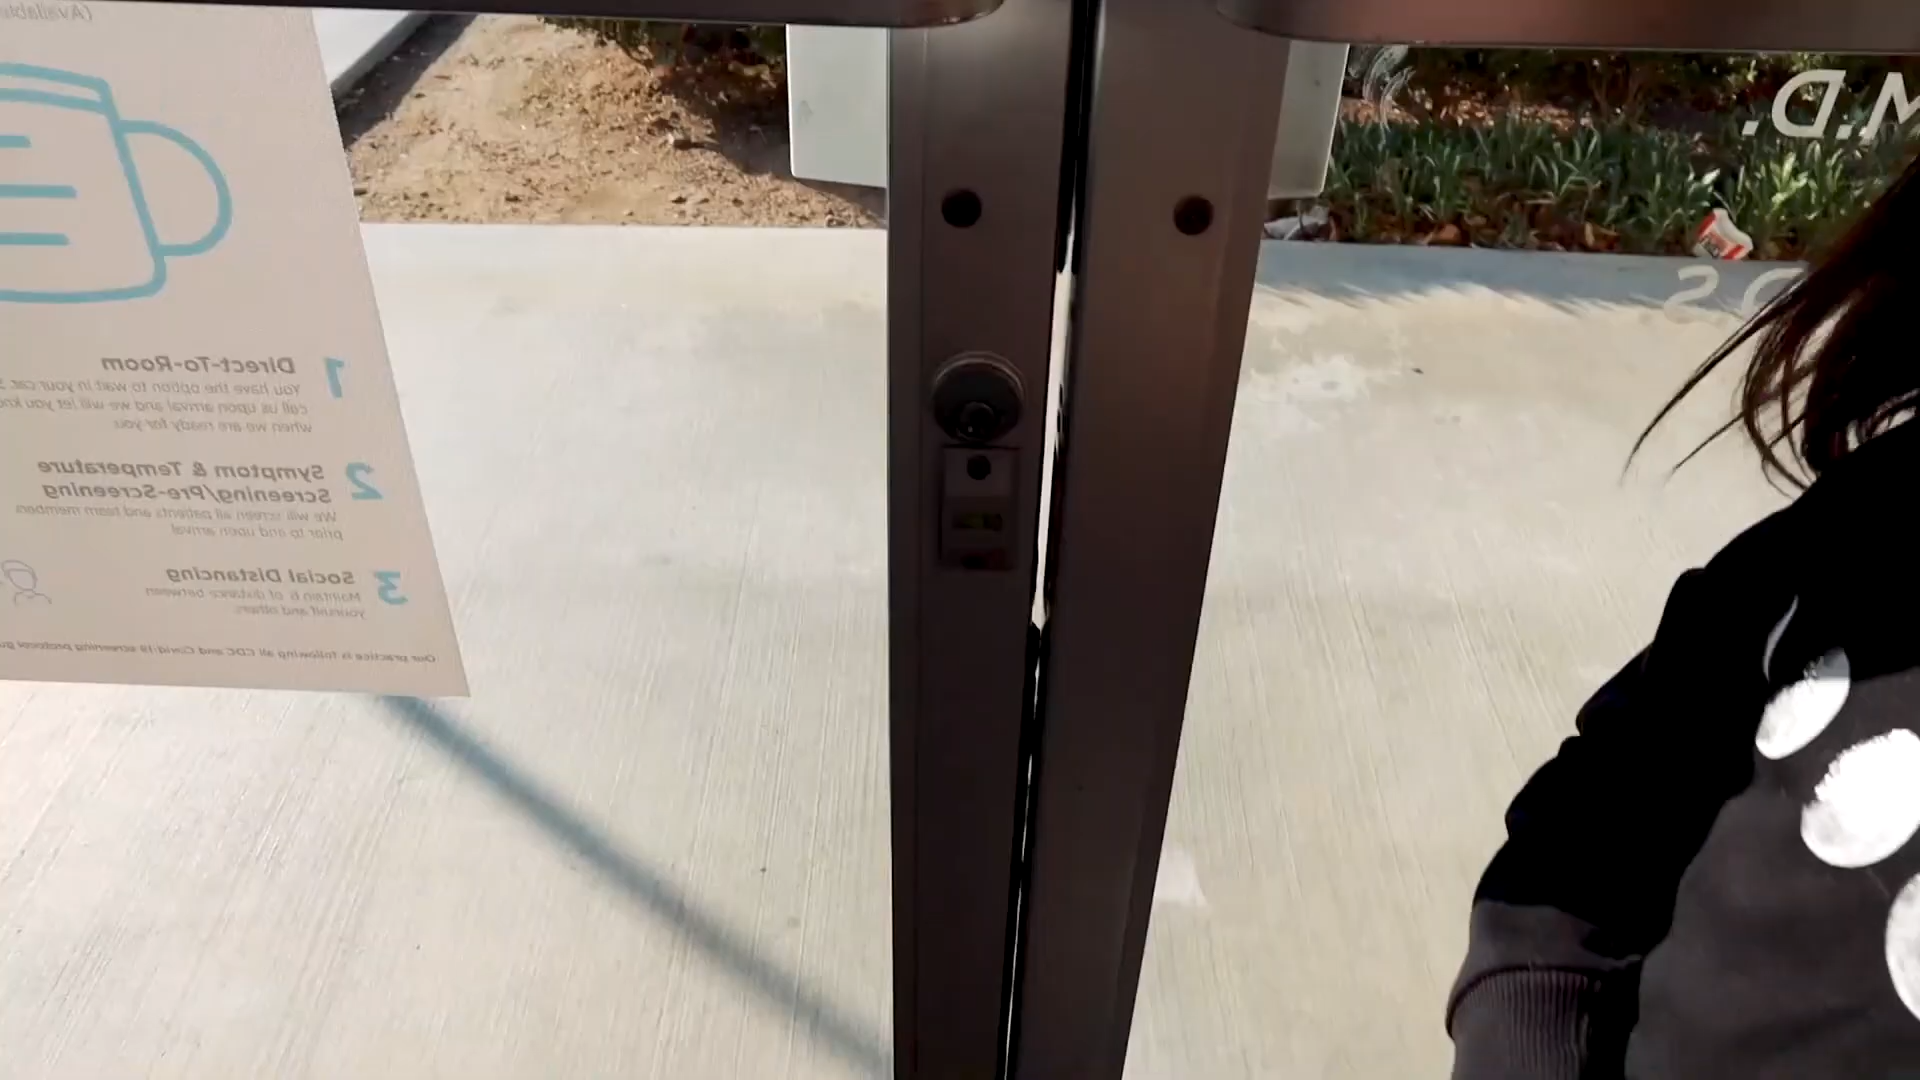 (Available
M.D.
1 Direct-To-Room
You have the option to wait in your car.
call us upon arrival and we will let you
when we are ready for you.
2 Symptom & Temperature
Screening/Pre-Screening
We will screen all patients and team members
prior to and upon arrival
3 Social Distancing
Maintain 6 of distance between
yourself and others
Our practice is following all CDC and Covid-19 screening protocol